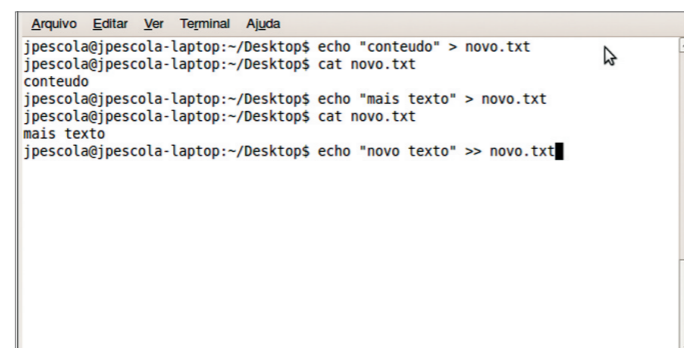 Arquivo Editar Ver Terminal Ajuda
jpescola@jpescola-laptop:~/Desktop$ echo "conteudo" > novo.txt
jpescola@jpescola-laptop:~/Desktop$ cat novo.txt
conteudo
jpescola@jpescola-laptop:~/Desktop$ echo "mais texto" > novo.txt
jpescola@jpescola-laptop:~/Desktop$ cat novo.txt
mais texto
jpescola@jpescola-laptop:~/Desktop$ echo "novo texto" >> novo.txt